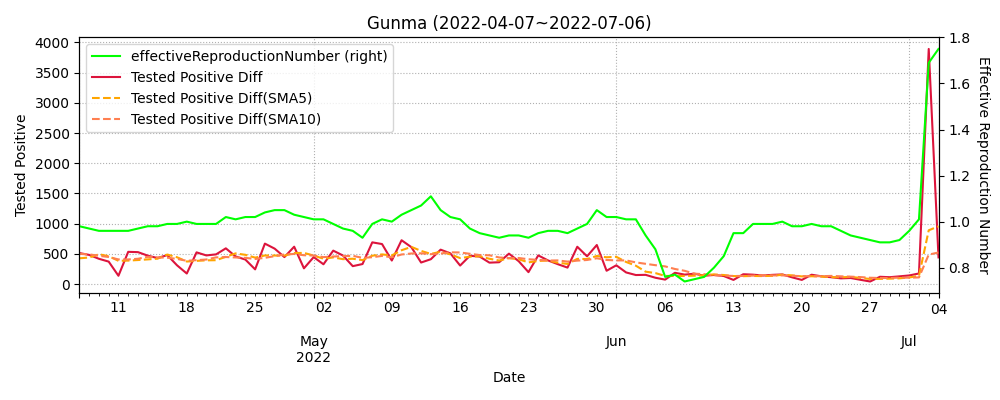 Gunma (2022-04-07~2022-07-06)
effectiveReproductionNumber (right)
Tested Positive Diff
Tested Positive Diff(SMA5)
Tested Positive Diff(SMA10)
Tested Positive
4000
3500
3000
2500
2000
1500
1000
500
0
Effective Reproduction Number
1.8
1.6
1.4
1.2
1.0
0.8
11 18 25 02 09 16 23 30 06 13 20 27 04
May Jun Jul
2022
Date